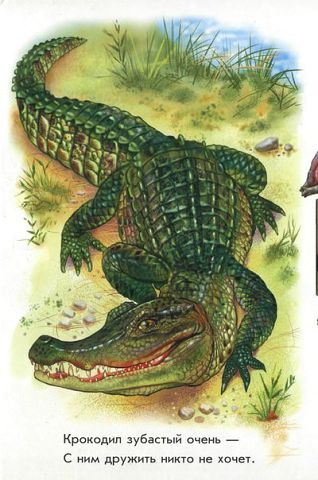 Крокодил зубастый очень —
С ним дружить никто не хочет.